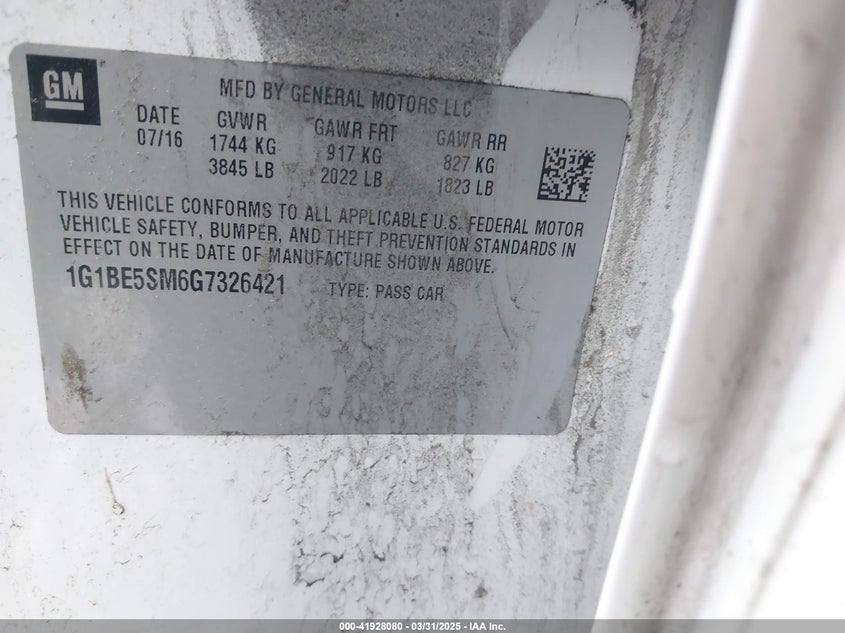 GM
MFD BY GENERAL MOTORS LLC
DATE GVWR GAWR FRT GAWR RR
07/16 1744 KG 917 KG 827 KG
3845 LB 2022 LB 1823 LB
THIS VEHICLE CONFORMS TO ALL APPLICABLE U.S. FEDERAL MOTOR
VEHICLE SAFETY, BUMPER, AND THEFT PREVENTION STANDARDS IN
EFFECT ON THE DATE OF MANUFACTURE SHOWN ABOVE.
1G1BE5SM6G7326421 TYPE: PASS CAR
000-41928080 - 03/31/2025 - IAA Inc.